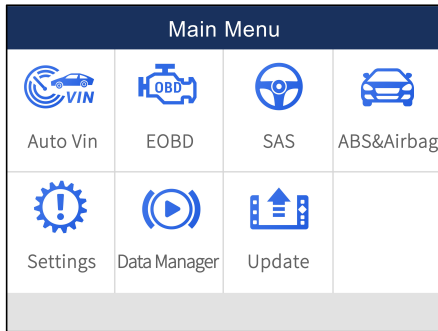 Main Menu
VIN
OBD
Auto Vin EOBD SAS ABS&Airbag
Settings Data Manager Update